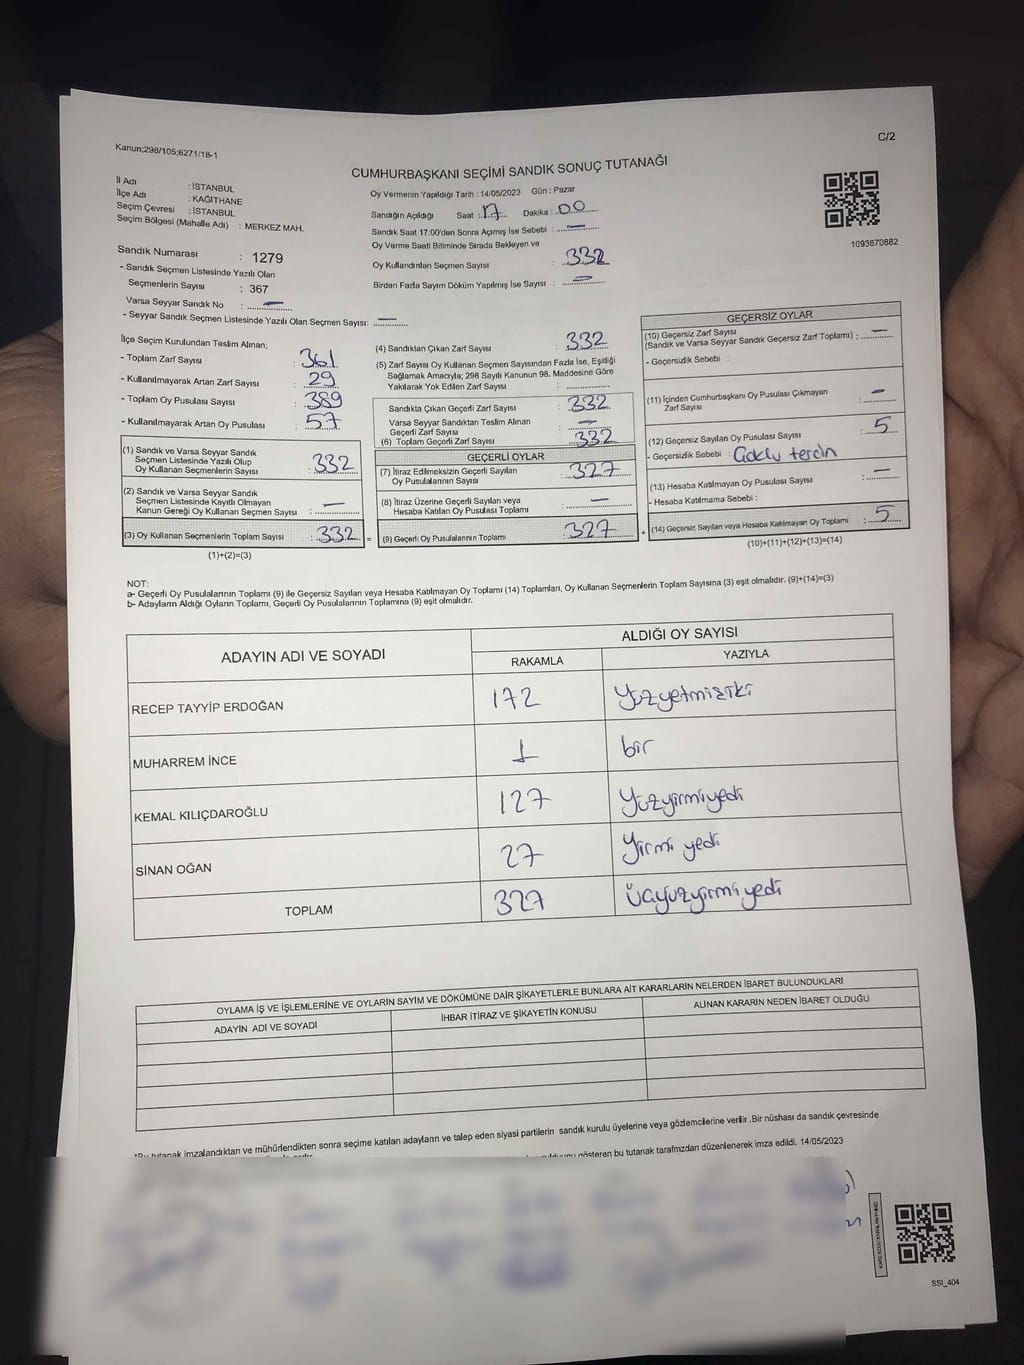 Kanun;298/105;6271/18-1
C/2
CUMHURBAŞKANI SEÇİMİ SANDIK SONUÇ TUTANAĞI
İl Adı : İSTANBUL
İlçe Adı : KAĞITHANE
Seçim Çevresi : İSTANBUL
Seçim Bölgesi (Mahalle Adı) : MERKEZ MAH.
Oy Vermenin Yapıldığı Tarih : 14/05/2023 Gün : Pazar
Sandığın Açıldığı Saat : 17 Dakika : 00
Sandık Saat 17:00'den Sonra Açımış İse Sebebi : —
Oy Verme Saati Bitiminde Sırada Bekleyen ve
Oy Kullandırılan Seçmen Sayısı : 332
Birden Fazla Sayım Döküm Yapılmış İse Sayısı : —
1093670882
Sandık Numarası : 1279
- Sandık Seçmen Listesinde Yazılı Olan
Seçmenlerin Sayısı : 367
Varsa Seyyar Sandık No : —
- Seyyar Sandık Seçmen Listesinde Yazılı Olan Seçmen Sayısı: —
İlçe Seçim Kurulundan Teslim Alınan;
- Toplam Zarf Sayısı : 361
- Kullanılmayarak Artan Zarf Sayısı : 29
- Toplam Oy Pusulası Sayısı : 389
- Kullanılmayarak Artan Oy Pusulası : 57
(1) Sandık ve Varsa Seyyar Sandık
Seçmen Listesinde Yazılı Olup
Oy Kullanan Seçmenlerin Sayısı : 332
(2) Sandık ve Varsa Seyyar Sandık
Seçmen Listesinde Kayıtlı Olmayan
Kanun Gereği Oy Kullanan Seçmen Sayısı : —
(3) Oy Kullanan Seçmenlerin Toplam Sayısı : 332
(1)+(2)=(3)
(4) Sandıktan Çıkan Zarf Sayısı : 332
(5) Zarf Sayısı Oy Kullanan Seçmen Sayısından Fazla İse, Eşitliği
Sağlamak Amacıyla; 298 Sayılı Kanunun 98. Maddesine Göre
Yakılarak Yok Edilen Zarf Sayısı :
Sandıkta Çıkan Geçerli Zarf Sayısı : 332
Varsa Seyyar Sandıktan Teslim Alınan
Geçerli Zarf Sayısı : —
(6) Toplam Geçerli Zarf Sayısı : 332
GEÇERLİ OYLAR
(7) İtiraz Edilmeksizin Geçerli Sayılan
Oy Pusulasının Sayısı : 327
(8) İtiraz Üzerine Geçerli Sayılan veya
Hesaba Katılan Oy Pusulası Toplamı : —
= (9) Geçerli Oy Pusulalarının Toplamı : 327
GEÇERSİZ OYLAR
(10) Geçersiz Zarf Sayısı
(Sandık ve Varsa Seyyar Sandık Geçersiz Zarf Toplamı) : —
- Geçersizlik Sebebi :
(11) İçinden Cumhurbaşkanı Oy Pusulası Çıkmayan
Zarf Sayısı : —
(12) Geçersiz Sayılan Oy Pusulası Sayısı : 5
- Geçersizlik Sebebi : Çoklu tercih
(13) Hesaba Katılmayan Oy Pusulası Sayısı : —
- Hesaba Katılmama Sebebi :
+ (14) Geçersiz Sayılan veya Hesaba Katılmayan Oy Toplamı : 5
(10)+(11)+(12)+(13)=(14)
NOT:
a- Geçerli Oy Pusulalarının Toplamı (9) ile Geçersiz Sayılan veya Hesaba Katılmayan Oy Toplamı (14) Toplamları, Oy Kullanan Seçmenlerin Toplam Sayısına (3) eşit olmalıdır. (9)+(14)=(3)
b- Adayların Aldığı Oyların Toplamı, Geçerli Oy Pusulalarının Toplamına (9) eşit olmalıdır.
ADAYIN ADI VE SOYADI ALDIĞI OY SAYISI
RAKAMLA YAZIYLA
RECEP TAYYİP ERDOĞAN 172 Yüzyetmişiki
MUHARREM İNCE 1 bir
KEMAL KILIÇDAROĞLU 127 Yüzyirmiyedi
SİNAN OĞAN 27 Yirmi yedi
TOPLAM 327 Üçyüzyirmiyedi
OYLAMA İŞ VE İŞLEMLERİNE VE OYLARIN SAYIM VE DÖKÜMÜNE DAİR ŞİKAYETLERLE BUNLARA AİT KARARLARIN NELERDEN İBARET BULUNDUKLARI
ADAYIN ADI VE SOYADI İHBAR İTİRAZ VE ŞİKAYETİN KONUSU ALINAN KARARIN NEDEN İBARET OLDUĞU
*Bu tutanak imzalandıktan ve mühürlendikten sonra seçime katılan adayların ve talep eden siyasi partilerin sandık kurulu üyelerine veya gözlemcilerine verilir .Bir nüshası da sandık çevresinde
gösteren bu tutanak tarafımızdan düzenlenerek imza edildi. 14/05/2023
SSI_404